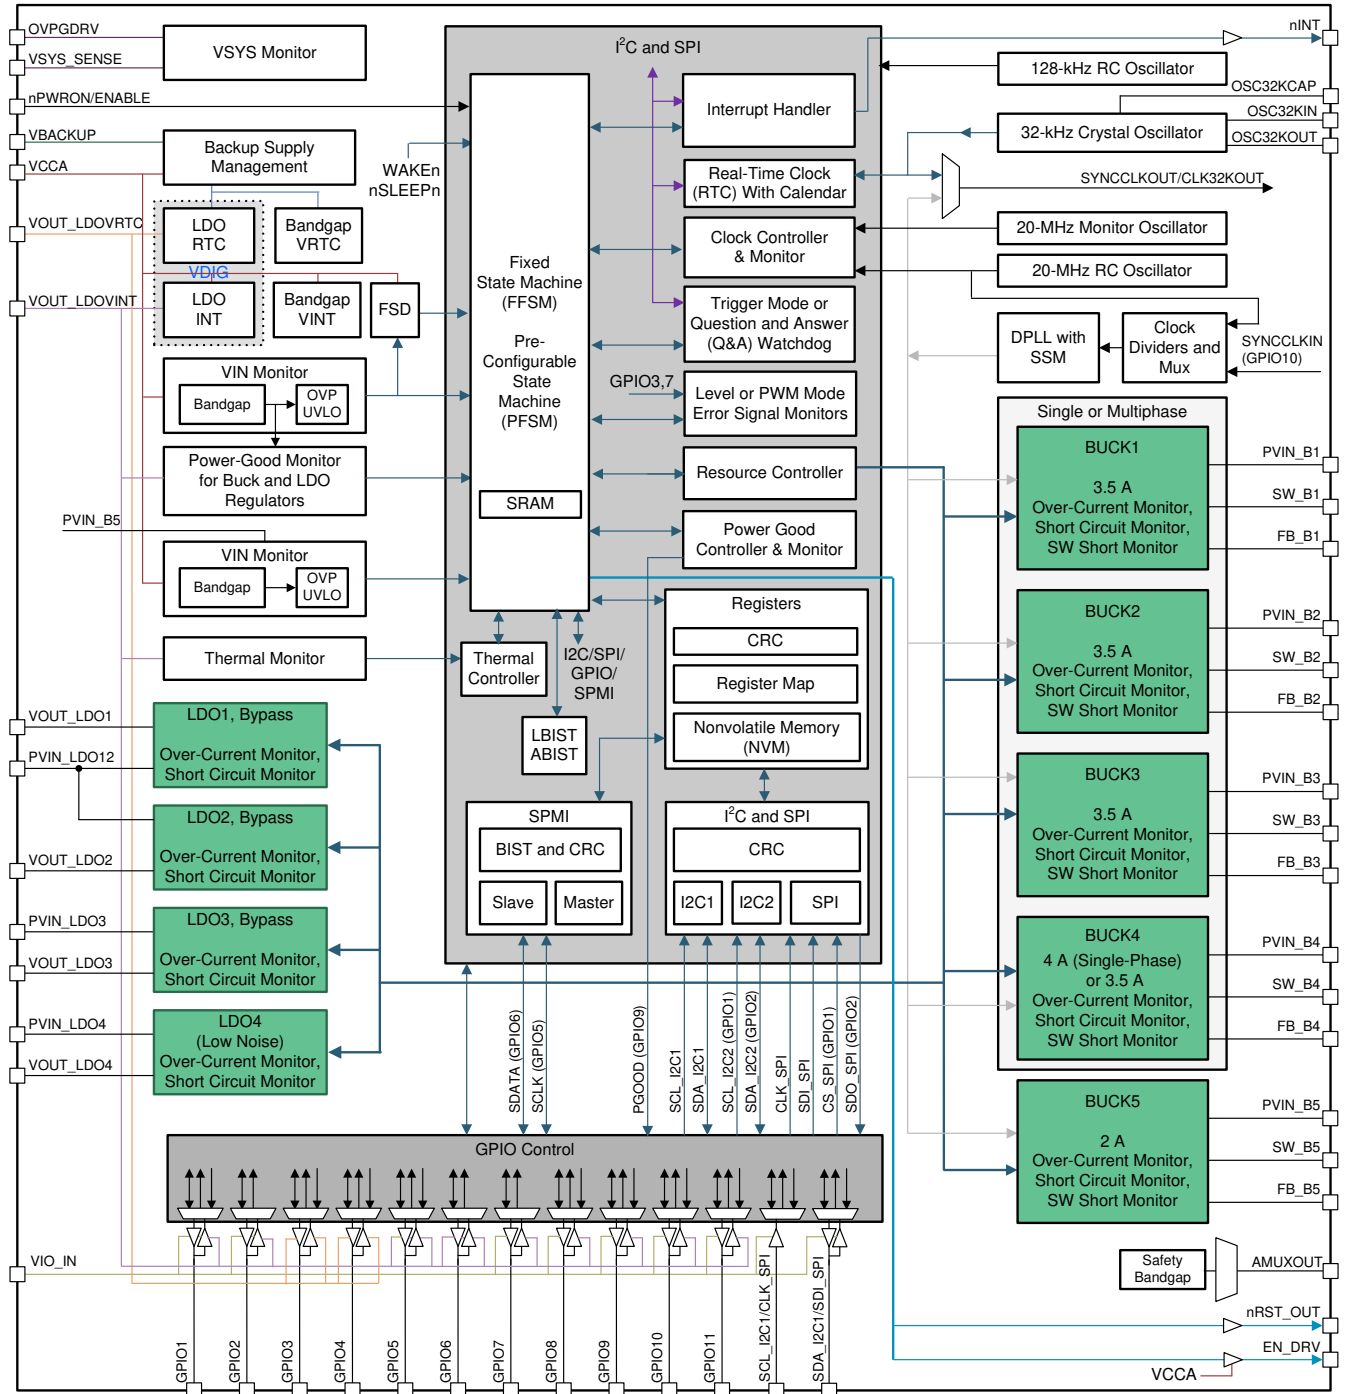 OVPGDRV
VSYS_SENSE
nPWRON/ENABLE
VBACKUP
VCCA
VOUT_LDOVRTC
VOUT_LDOVINT
VSYS Monitor
Backup Supply
Management
LDO
RTC
Bandgap
VRTC
VDIG
LDO
INT
Bandgap
VINT
FSD
VIN Monitor
Bandgap
OVP
UVLO
Power-Good Monitor
for Buck and LDO
Regulators
PVIN_B5
VIN Monitor
Bandgap
OVP
UVLO
Thermal Monitor
VOUT_LDO1
PVIN_LDO12
VOUT_LDO2
PVIN_LDO3
VOUT_LDO3
PVIN_LDO4
VOUT_LDO4
LDO1, Bypass
Over-Current Monitor,
Short Circuit Monitor
LDO2, Bypass
Over-Current Monitor,
Short Circuit Monitor
LDO3, Bypass
Over-Current Monitor,
Short Circuit Monitor
LDO4
(Low Noise)
Over-Current Monitor,
Short Circuit Monitor
I²C and SPI
WAKEn
nSLEEPn
Fixed
State Machine
(FFSM)
Pre-
Configurable
State
Machine
(PFSM)
SRAM
Interrupt Handler
Real-Time Clock
(RTC) With Calendar
Clock Controller
& Monitor
Trigger Mode or
Question and Answer
(Q&A) Watchdog
GPIO3,7
Level or PWM Mode
Error Signal Monitors
Resource Controller
Power Good
Controller & Monitor
Registers
CRC
Register Map
Nonvolatile Memory
(NVM)
Thermal
Controller
I2C/SPI/
GPIO/
SPMI
LBIST
ABIST
SPMI
BIST and CRC
Slave
Master
I²C and SPI
CRC
I2C1
I2C2
SPI
SDATA (GPIO6)
SCLK (GPIO5)
PGOOD (GPIO9)
SCL_I2C1
SDA_I2C1
SCL_I2C2 (GPIO1)
SDA_I2C2 (GPIO2)
CLK_SPI
SDI_SPI
CS_SPI (GPIO1)
SDO_SPI (GPIO2)
GPIO Control
VIO_IN
GPIO1
GPIO2
GPIO3
GPIO4
GPIO5
GPIO6
GPIO7
GPIO8
GPIO9
GPIO10
GPIO11
SCL_I2C1/CLK_SPI
SDA_I2C1/SDI_SPI
nINT
128-kHz RC Oscillator
OSC32KCAP
32-kHz Crystal Oscillator
OSC32KIN
OSC32KOUT
SYNCCLKOUT/CLK32KOUT
20-MHz Monitor Oscillator
20-MHz RC Oscillator
DPLL with
SSM
Clock
Dividers and
Mux
SYNCCLKIN
(GPIO10)
Single or Multiphase
BUCK1
3.5 A
Over-Current Monitor,
Short Circuit Monitor,
SW Short Monitor
PVIN_B1
SW_B1
FB_B1
BUCK2
3.5 A
Over-Current Monitor,
Short Circuit Monitor,
SW Short Monitor
PVIN_B2
SW_B2
FB_B2
BUCK3
3.5 A
Over-Current Monitor,
Short Circuit Monitor,
SW Short Monitor
PVIN_B3
SW_B3
FB_B3
BUCK4
4 A (Single-Phase)
or 3.5 A
Over-Current Monitor,
Short Circuit Monitor,
SW Short Monitor
PVIN_B4
SW_B4
FB_B4
BUCK5
2 A
Over-Current Monitor,
Short Circuit Monitor,
SW Short Monitor
PVIN_B5
SW_B5
FB_B5
Safety
Bandgap
AMUXOUT
nRST_OUT
EN_DRV
VCCA